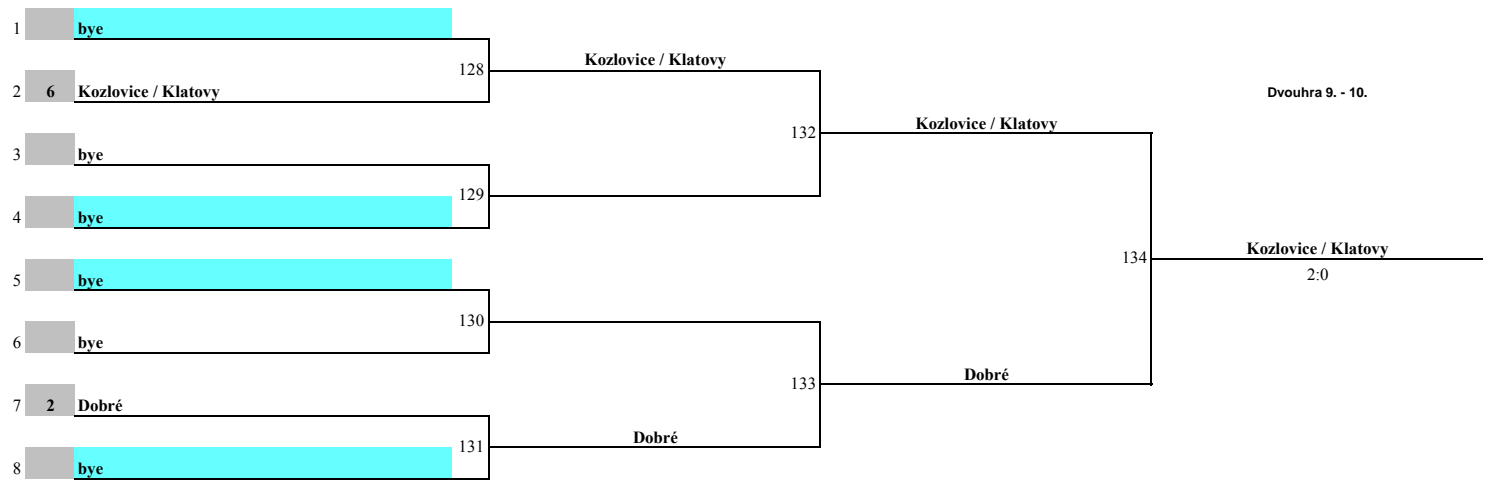 1 bye
128 Kozlovice / Klatovy
2 6 Kozlovice / Klatovy
Dvouhra 9. - 10.
132 Kozlovice / Klatovy
3 bye
129
4 bye
134 Kozlovice / Klatovy
2:0
5 bye
130
6 bye
133 Dobré
7 2 Dobré
131 Dobré
8 bye